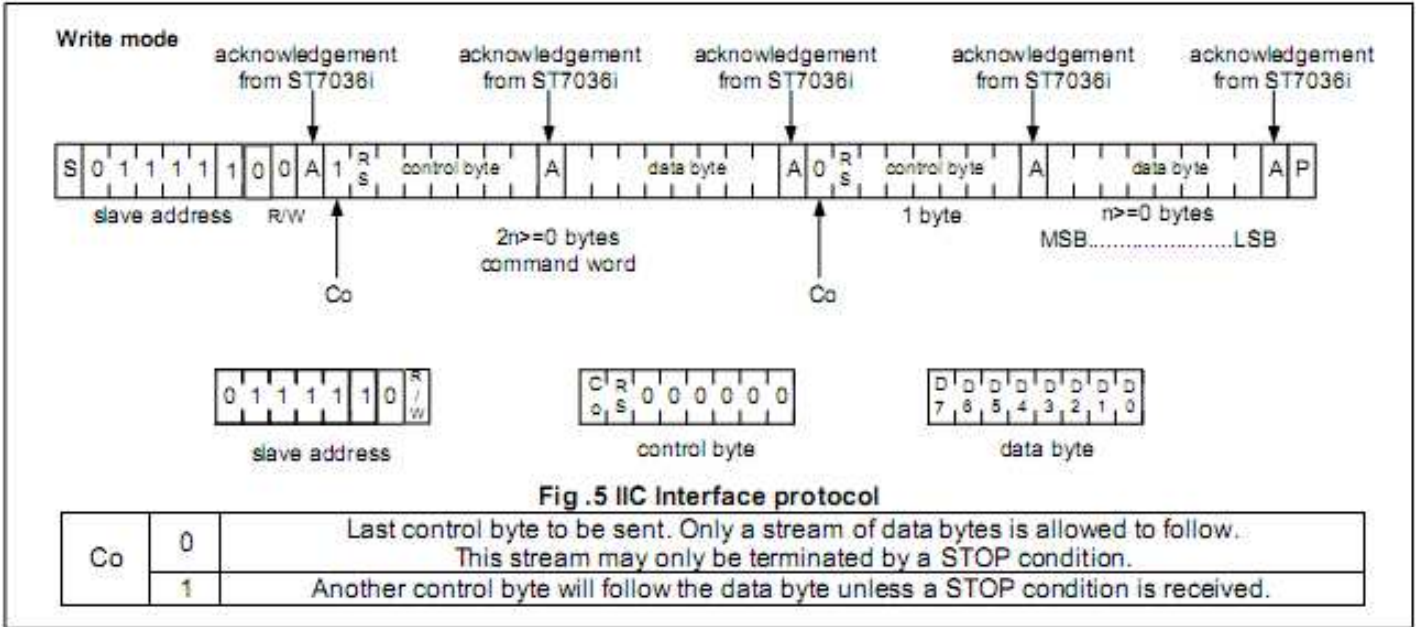 Write mode
acknowledgement from ST7036i
acknowledgement from ST7036i
acknowledgement from ST7036i
acknowledgement from ST7036i
acknowledgement from ST7036i
S 0 1 1 1 1 1 0 0 A 1 RS control byte A data byte A 0 RS control byte A data byte A P
slave address R/W 1 byte n>=0 bytes
2n>=0 bytes MSB......................LSB
command word
Co Co
0 1 1 1 1 1 0 R/W Co RS 0 0 0 0 0 0 D7 D6 D5 D4 D3 D2 D1 D0
slave address control byte data byte
Fig .5 IIC Interface protocol
Co 0 Last control byte to be sent. Only a stream of data bytes is allowed to follow.
This stream may only be terminated by a STOP condition.
1 Another control byte will follow the data byte unless a STOP condition is received.